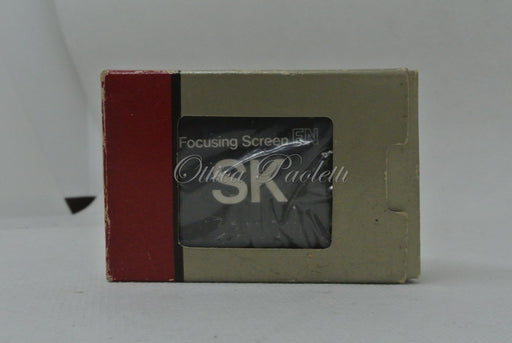 Focusing Screen FN
SK
Ottica Paoletti